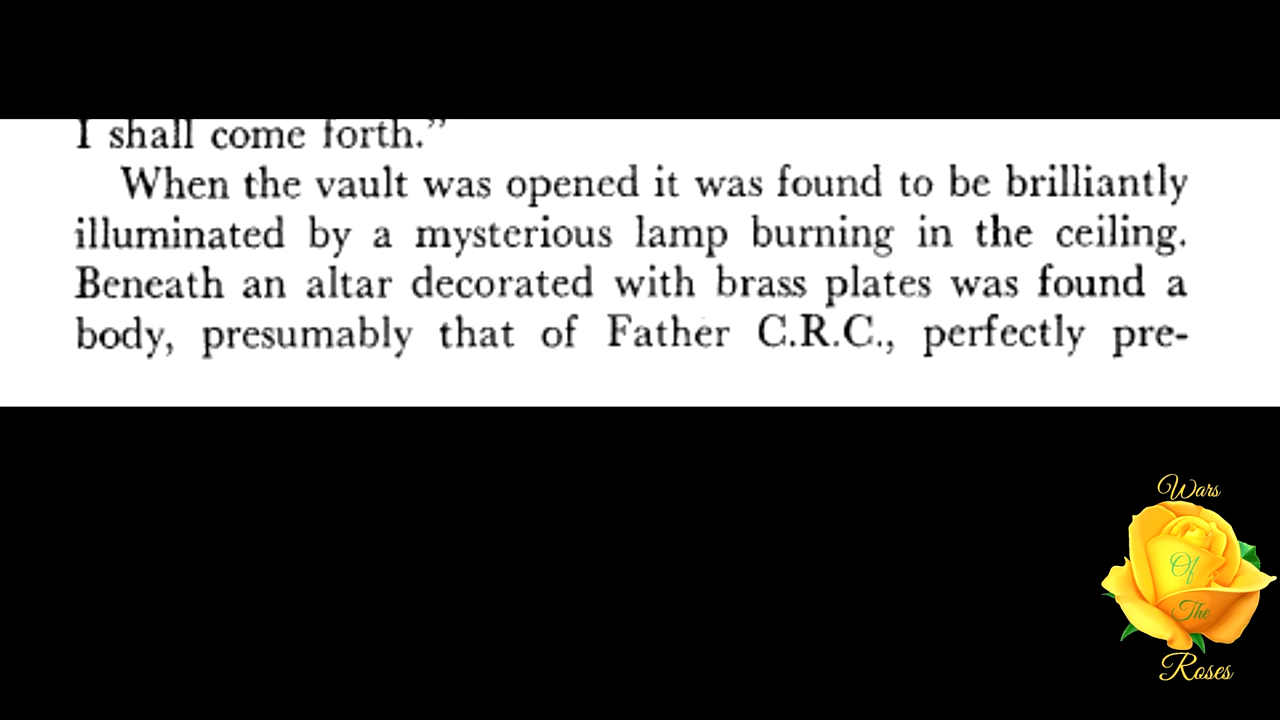 I shall come forth.”
When the vault was opened it was found to be brilliantly
illuminated by a mysterious lamp burning in the ceiling.
Beneath an altar decorated with brass plates was found a
body, presumably that of Father C.R.C., perfectly pre-
Wars
Of
The
Roses